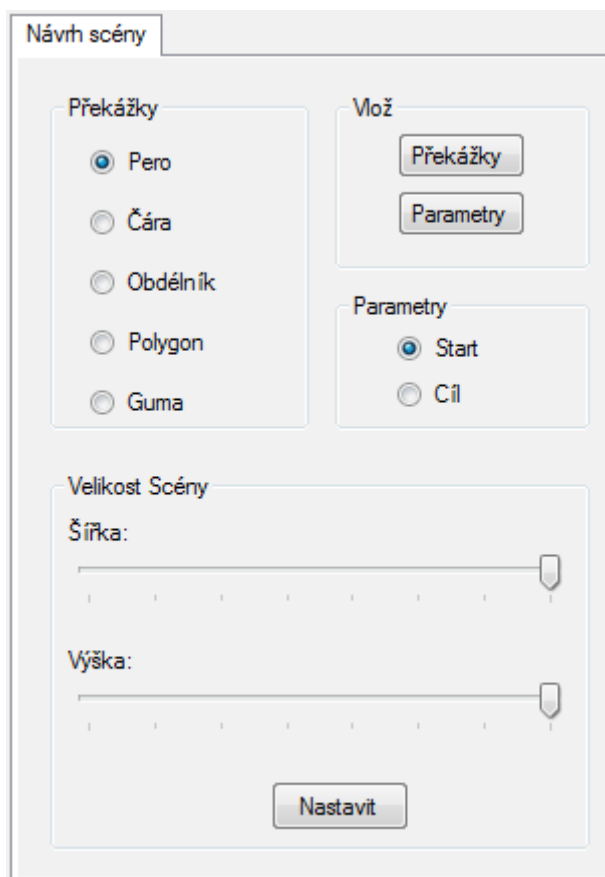 Návrh scény
Překážky
Pero
Čára
Obdélník
Polygon
Guma
Vlož
Překážky
Parametry
Parametry
Start
Cíl
Velikost Scény
Šířka:
Výška:
Nastavit